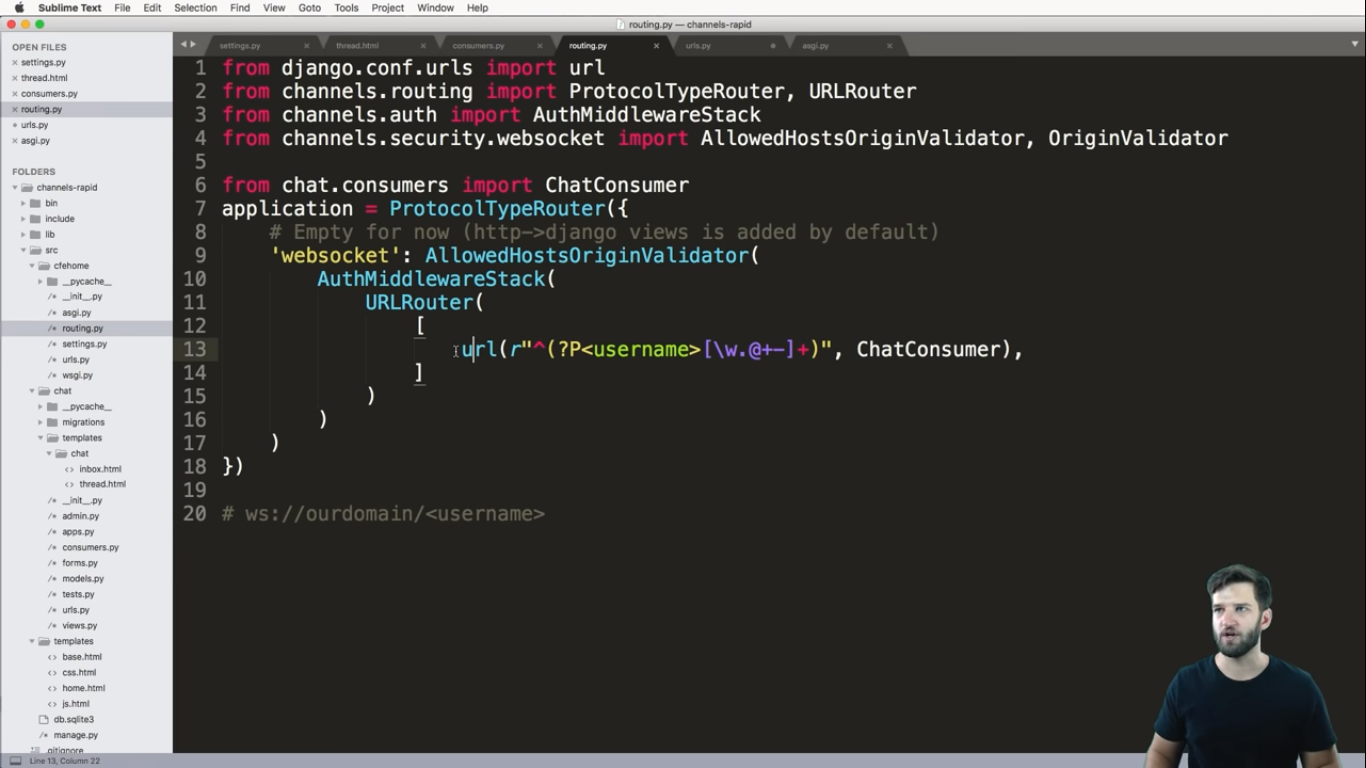 Sublime Text File Edit Selection Find View Goto Tools Project Window Help
routing.py — channels-rapid
OPEN FILES
settings.py
thread.html
consumers.py
routing.py
urls.py
asgi.py
FOLDERS
channels-rapid
bin
include
lib
src
cfehome
__pycache__
__init__.py
asgi.py
routing.py
settings.py
urls.py
wsgi.py
chat
__pycache__
migrations
templates
chat
inbox.html
thread.html
__init__.py
admin.py
apps.py
consumers.py
forms.py
models.py
tests.py
urls.py
views.py
templates
base.html
css.html
home.html
js.html
db.sqlite3
manage.py
.gitignore
settings.py thread.html consumers.py routing.py urls.py asgi.py
1 from django.conf.urls import url
2 from channels.routing import ProtocolTypeRouter, URLRouter
3 from channels.auth import AuthMiddlewareStack
4 from channels.security.websocket import AllowedHostsOriginValidator, OriginValidator
5
6 from chat.consumers import ChatConsumer
7 application = ProtocolTypeRouter({
8 # Empty for now (http->django views is added by default)
9 'websocket': AllowedHostsOriginValidator(
10 AuthMiddlewareStack(
11 URLRouter(
12 [
13 url(r"^(?P<username>[\w.@+-]+)", ChatConsumer),
14 ]
15 )
16 )
17 )
18 })
19
20 # ws://ourdomain/<username>
Line 13, Column 22